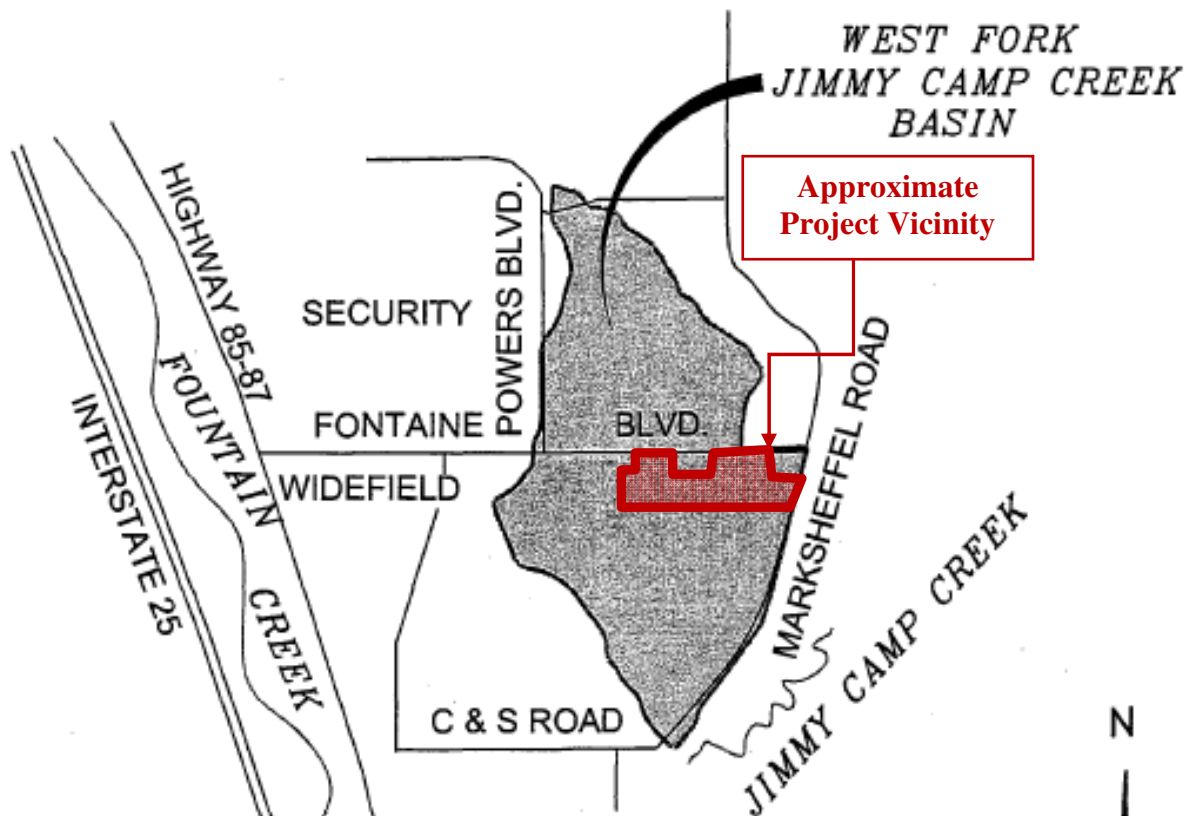 WEST FORK
JIMMY CAMP CREEK
BASIN
Approximate
Project Vicinity
HIGHWAY 85-87
POWERS BLVD.
SECURITY
FOUNTAIN
CREEK
INTERSTATE 25
FONTAINE
BLVD.
WIDEFIELD
MARKSHEFFEL ROAD
JIMMY CAMP CREEK
C & S ROAD
N